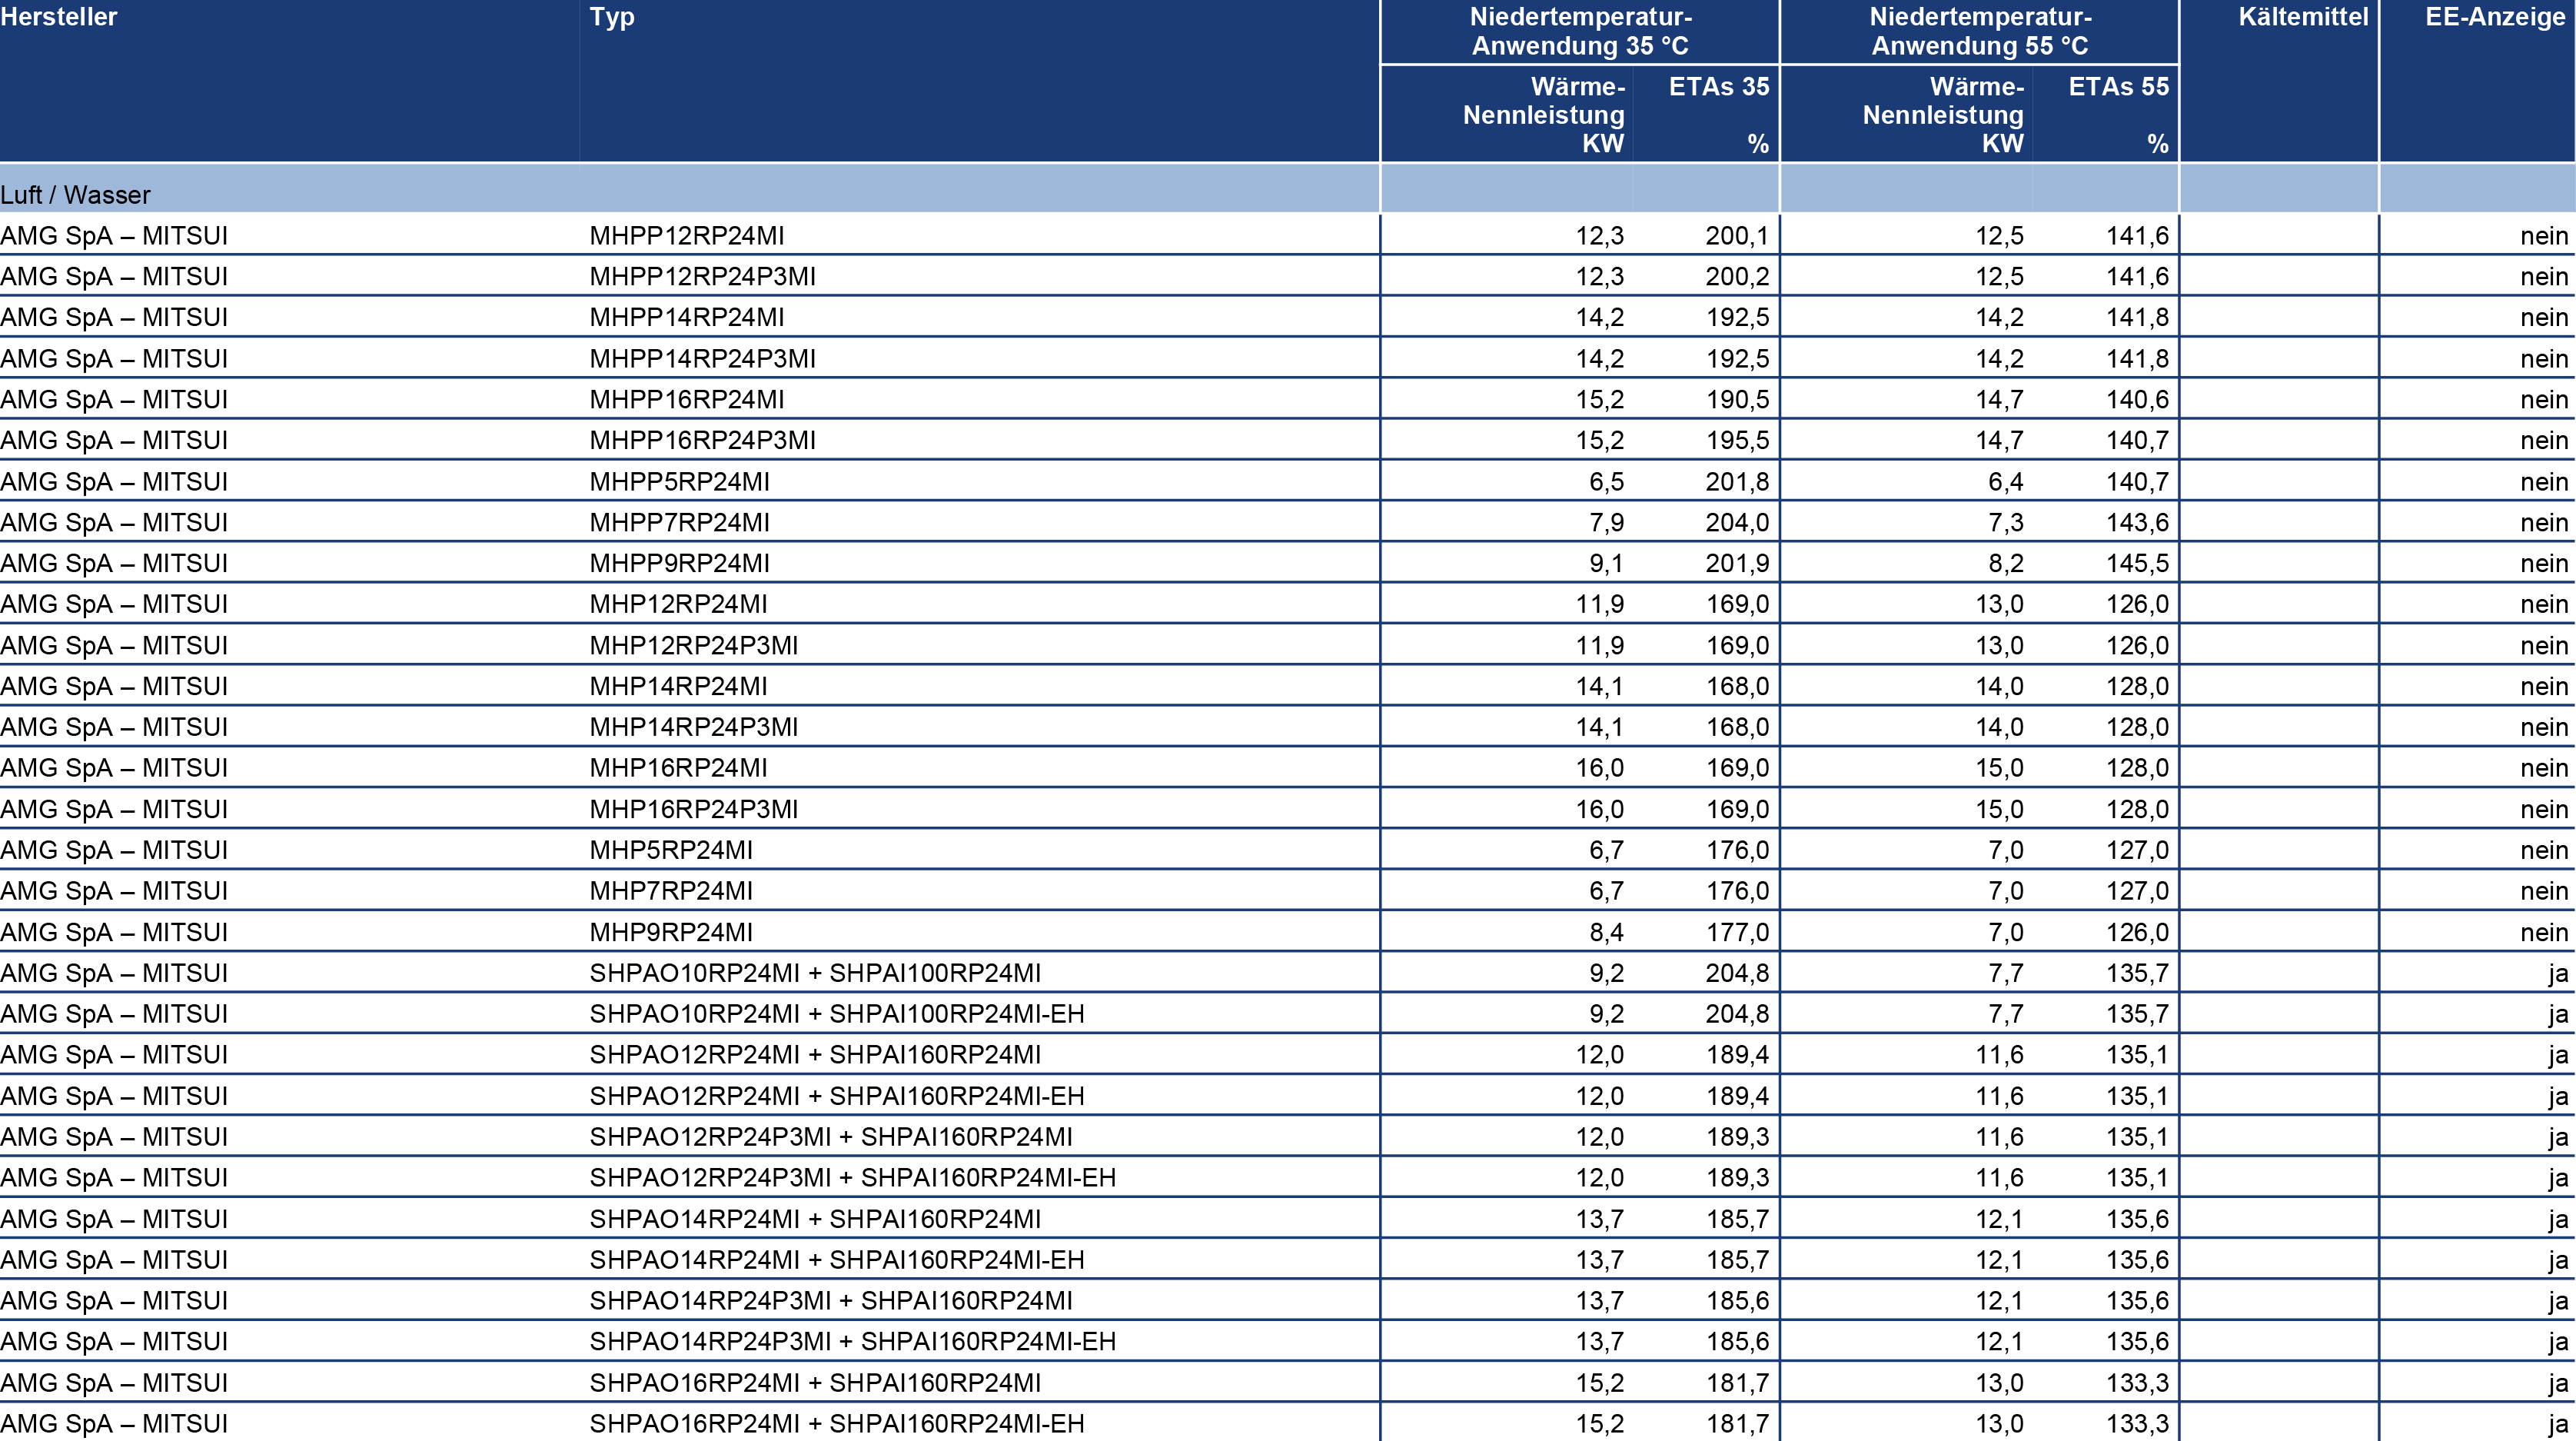 Hersteller Typ Niedertemperatur- Niedertemperatur- Kältemittel EE-Anzeige
Anwendung 35 °C Anwendung 55 °C
Wärme- ETAs 35 Wärme- ETAs 55
Nennleistung Nennleistung
KW % KW %
Luft / Wasser
AMG SpA – MITSUI MHPP12RP24MI 12,3 200,1 12,5 141,6 nein
AMG SpA – MITSUI MHPP12RP24P3MI 12,3 200,2 12,5 141,6 nein
AMG SpA – MITSUI MHPP14RP24MI 14,2 192,5 14,2 141,8 nein
AMG SpA – MITSUI MHPP14RP24P3MI 14,2 192,5 14,2 141,8 nein
AMG SpA – MITSUI MHPP16RP24MI 15,2 190,5 14,7 140,6 nein
AMG SpA – MITSUI MHPP16RP24P3MI 15,2 195,5 14,7 140,7 nein
AMG SpA – MITSUI MHPP5RP24MI 6,5 201,8 6,4 140,7 nein
AMG SpA – MITSUI MHPP7RP24MI 7,9 204,0 7,3 143,6 nein
AMG SpA – MITSUI MHPP9RP24MI 9,1 201,9 8,2 145,5 nein
AMG SpA – MITSUI MHP12RP24MI 11,9 169,0 13,0 126,0 nein
AMG SpA – MITSUI MHP12RP24P3MI 11,9 169,0 13,0 126,0 nein
AMG SpA – MITSUI MHP14RP24MI 14,1 168,0 14,0 128,0 nein
AMG SpA – MITSUI MHP14RP24P3MI 14,1 168,0 14,0 128,0 nein
AMG SpA – MITSUI MHP16RP24MI 16,0 169,0 15,0 128,0 nein
AMG SpA – MITSUI MHP16RP24P3MI 16,0 169,0 15,0 128,0 nein
AMG SpA – MITSUI MHP5RP24MI 6,7 176,0 7,0 127,0 nein
AMG SpA – MITSUI MHP7RP24MI 6,7 176,0 7,0 127,0 nein
AMG SpA – MITSUI MHP9RP24MI 8,4 177,0 7,0 126,0 nein
AMG SpA – MITSUI SHPAO10RP24MI + SHPAI100RP24MI 9,2 204,8 7,7 135,7 ja
AMG SpA – MITSUI SHPAO10RP24MI + SHPAI100RP24MI-EH 9,2 204,8 7,7 135,7 ja
AMG SpA – MITSUI SHPAO12RP24MI + SHPAI160RP24MI 12,0 189,4 11,6 135,1 ja
AMG SpA – MITSUI SHPAO12RP24MI + SHPAI160RP24MI-EH 12,0 189,4 11,6 135,1 ja
AMG SpA – MITSUI SHPAO12RP24P3MI + SHPAI160RP24MI 12,0 189,3 11,6 135,1 ja
AMG SpA – MITSUI SHPAO12RP24P3MI + SHPAI160RP24MI-EH 12,0 189,3 11,6 135,1 ja
AMG SpA – MITSUI SHPAO14RP24MI + SHPAI160RP24MI 13,7 185,7 12,1 135,6 ja
AMG SpA – MITSUI SHPAO14RP24MI + SHPAI160RP24MI-EH 13,7 185,7 12,1 135,6 ja
AMG SpA – MITSUI SHPAO14RP24P3MI + SHPAI160RP24MI 13,7 185,6 12,1 135,6 ja
AMG SpA – MITSUI SHPAO14RP24P3MI + SHPAI160RP24MI-EH 13,7 185,6 12,1 135,6 ja
AMG SpA – MITSUI SHPAO16RP24MI + SHPAI160RP24MI 15,2 181,7 13,0 133,3 ja
AMG SpA – MITSUI SHPAO16RP24MI + SHPAI160RP24MI-EH 15,2 181,7 13,0 133,3 ja